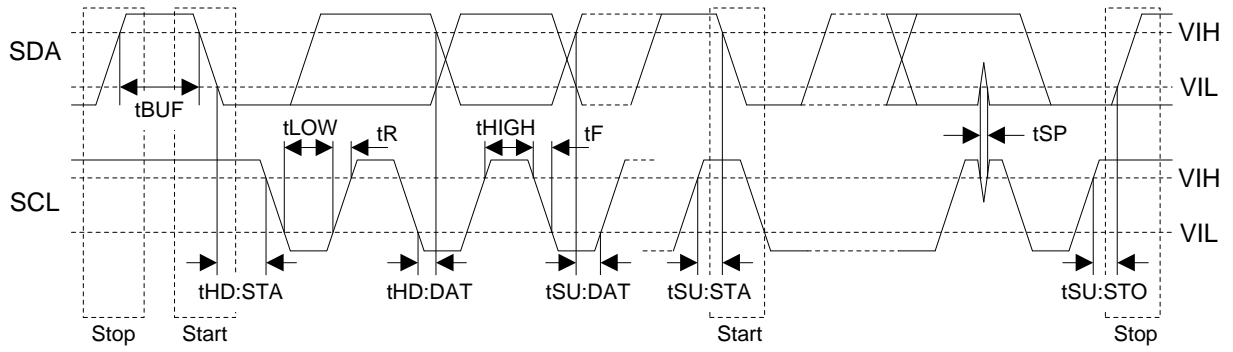 SDA
VIH
VIL
tBUF
tLOW
tR
tHIGH
tF
tSP
SCL
VIH
VIL
tHD:STA
tHD:DAT
tSU:DAT
tSU:STA
tSU:STO
Stop
Start
Start
Stop